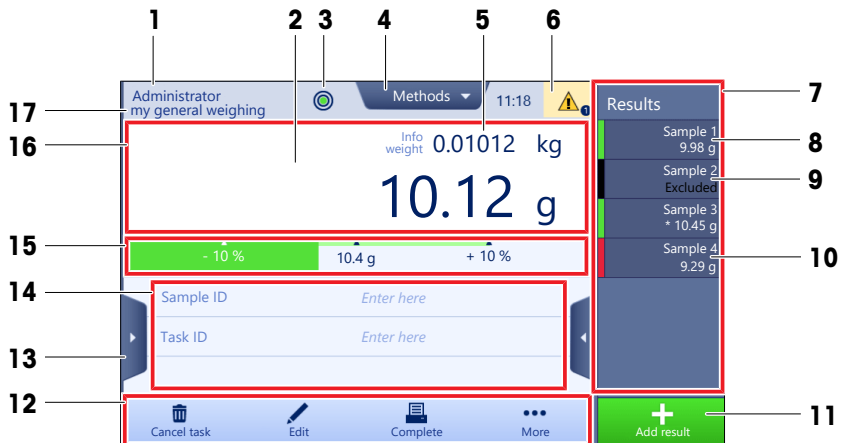 1 2 3 4 5 6
Administrator
my general weighing
Methods
11:18
1
Results
7
17
16
Info
weight
0.01012 kg
10.12 g
Sample 1
9.98 g
8
Sample 2
Excluded
9
Sample 3
* 10.45 g
Sample 4
9.29 g
10
15
- 10 %
10.4 g
+ 10 %
14
Sample ID Enter here
Task ID Enter here
13
12
Cancel task
Edit
Complete
More
Add result
11